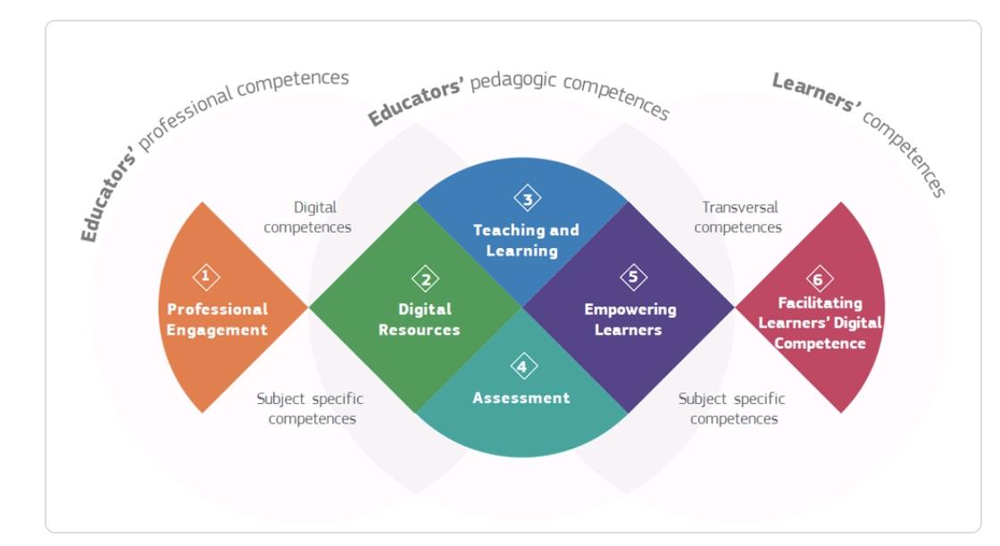 Educators’ professional competences
Educators’ pedagogic competences
Learners’ competences
Digital
competences
Transversal
competences
1
Professional
Engagement
2
Digital
Resources
3
Teaching and
Learning
4
Assessment
5
Empowering
Learners
6
Facilitating
Learners’ Digital
Competence
Subject specific
competences
Subject specific
competences